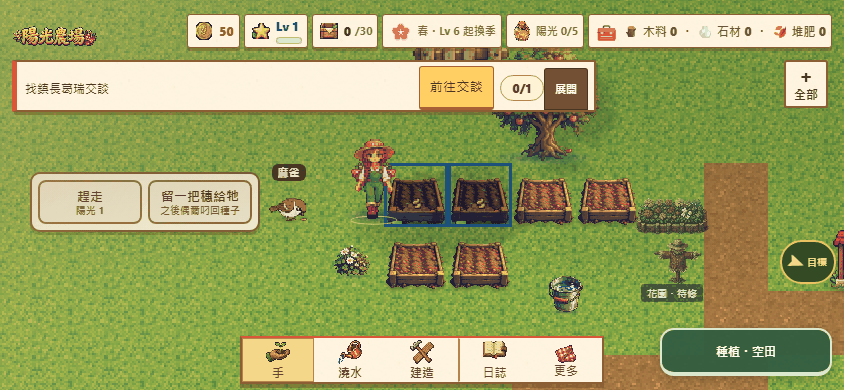 陽光農場
50
Lv 1
0 /30
春·Lv 6 起換季
陽光 0/5
木料 0 · 石材 0 · 堆肥 0
找鎮長葛瑞交談
前往交談
0/1
展開
+
全部
麻雀
趕走
陽光 1
留一把穗給牠
之後偶爾叼回種子
目標
花園·待修
種植·空田
手
澆水
建造
日誌
更多